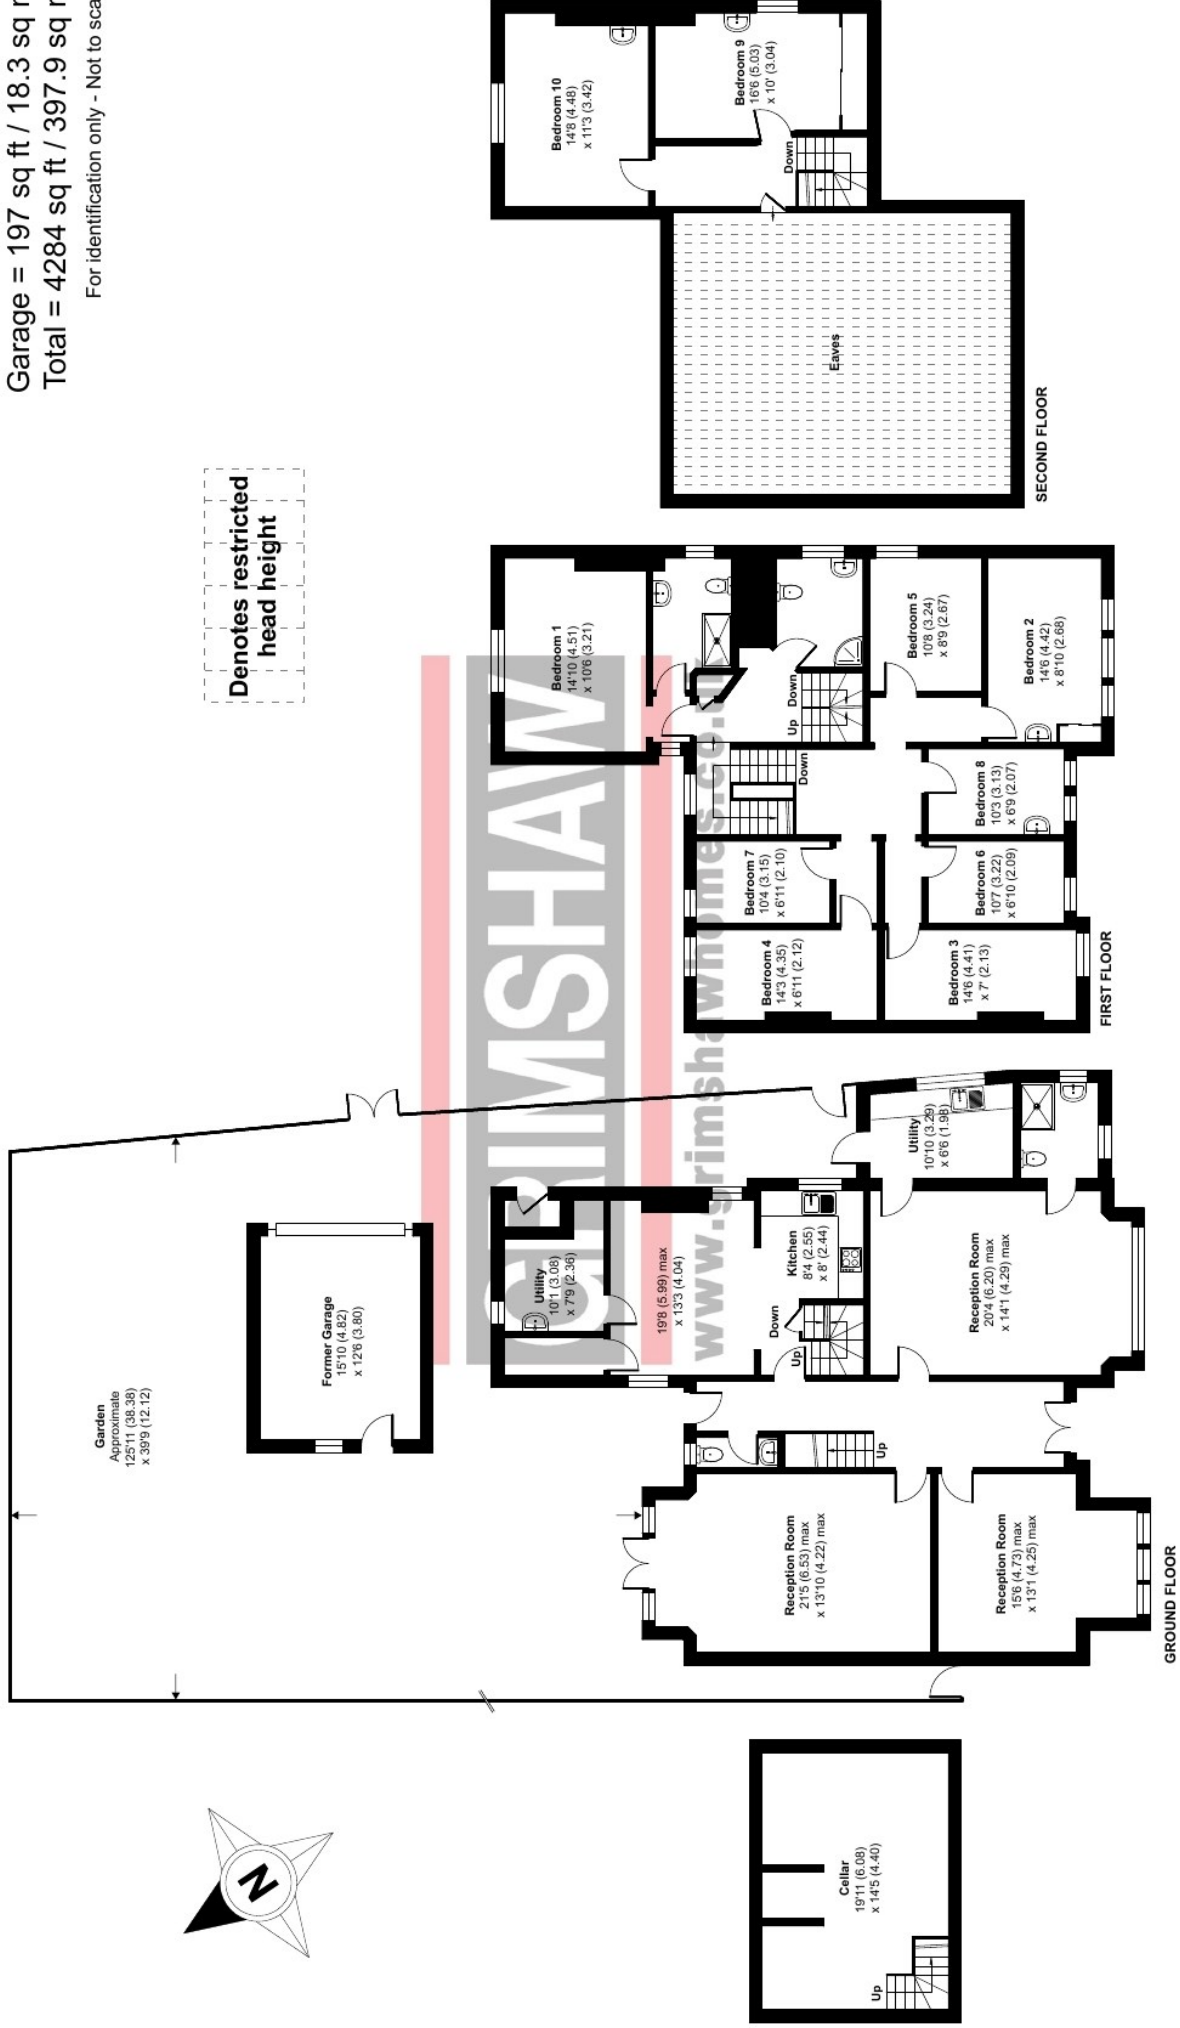 Garage = 197 sq ft / 18.3 sq
Total = 4284 sq ft / 397.9 sq
For identification only - Not to
Denotes restricted
head height
Garden
Approximate
125'11 (38.38)
x 39'9 (12.12)
Former Garage
15'10 (4.82)
x 12'6 (3.80)
Utility
10'1 (3.08)
x 7'9 (2.36)
19'8 (5.99) max
x 13'3 (4.04)
Kitchen
8'4 (2.55)
x 8' (2.44)
Down
Up
Utility
10'10 (3.29)
x 6'6 (1.98)
Reception Room
20'4 (6.20) max
x 14'1 (4.29) max
Up
Reception Room
21'5 (6.53) max
x 13'10 (4.22) max
Reception Room
15'6 (4.73) max
x 13'1 (4.25) max
GROUND FLOOR
Cellar
19'11 (6.08)
x 14'5 (4.40)
Up
N
Bedroom 1
14'10 (4.51)
x 10'6 (3.21)
Up
Down
Down
Bedroom 5
10'8 (3.24)
x 8'9 (2.67)
Bedroom 2
14'6 (4.42)
x 8'10 (2.68)
Bedroom 7
10'4 (3.15)
x 6'11 (2.10)
Bedroom 8
10'3 (3.13)
x 6'9 (2.07)
Bedroom 4
14'3 (4.35)
x 6'11 (2.12)
Bedroom 6
10'7 (3.22)
x 6'10 (2.09)
Bedroom 3
14'6 (4.41)
x 7' (2.13)
FIRST FLOOR
Bedroom 10
14'8 (4.48)
x 11'3 (3.42)
Bedroom 9
16'6 (5.03)
x 10' (3.04)
Down
Eaves
SECOND FLOOR
GRIMSHAW
www.grimshawhomes.co.uk